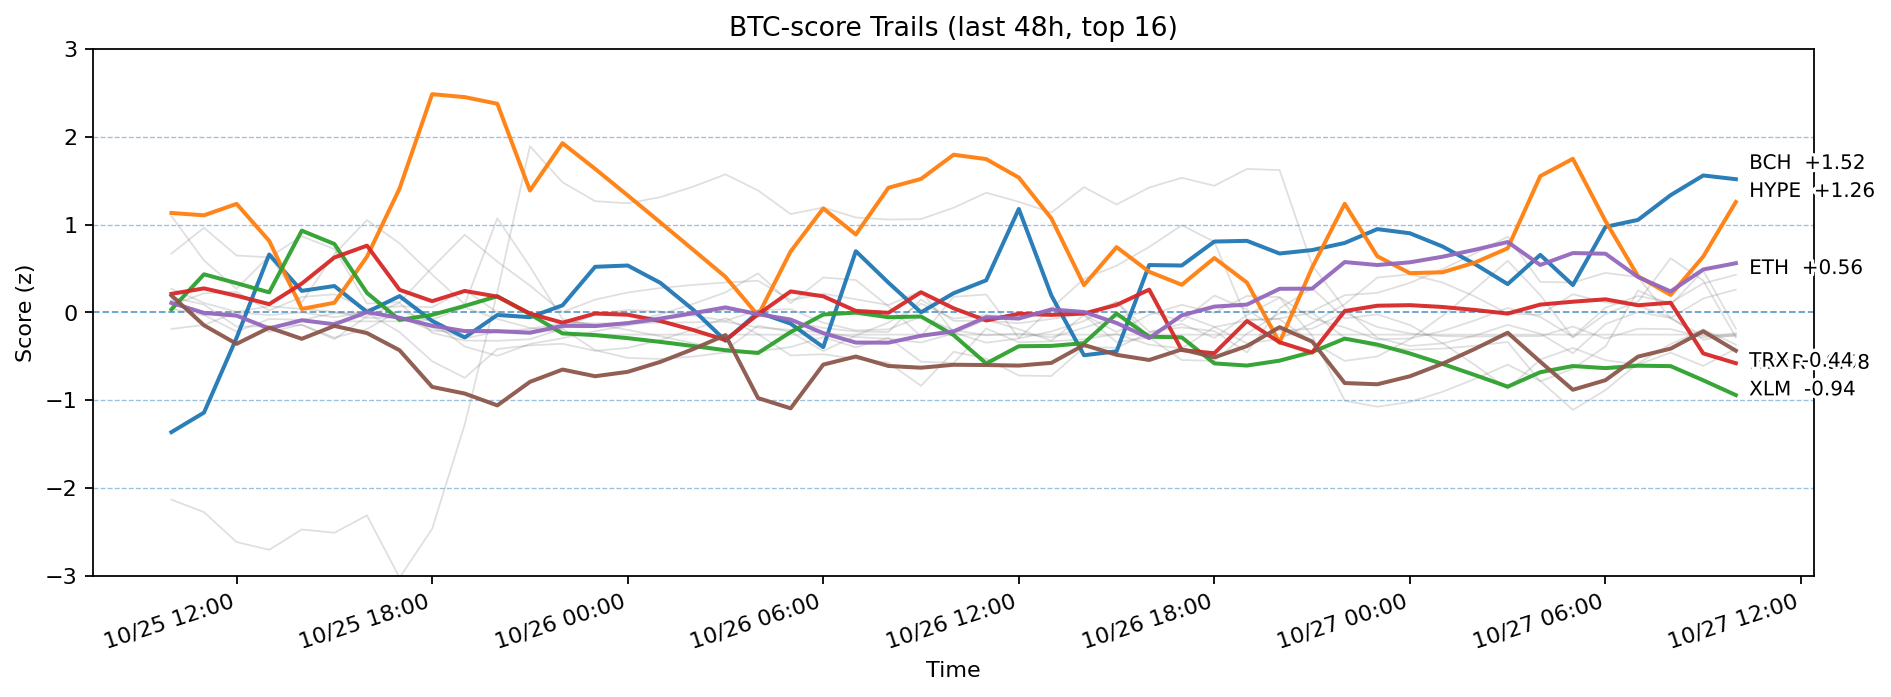 BTC-score Trails (last 48h, top 16)
3
2
1
0
−1
−2
−3
Score (z)
BCH +1.52
HYPE +1.26
ETH +0.56
TRX -0.44
XLM -0.94
10/25 12:00
10/25 18:00
10/26 00:00
10/26 06:00
10/26 12:00
10/26 18:00
10/27 00:00
10/27 06:00
10/27 12:00
Time